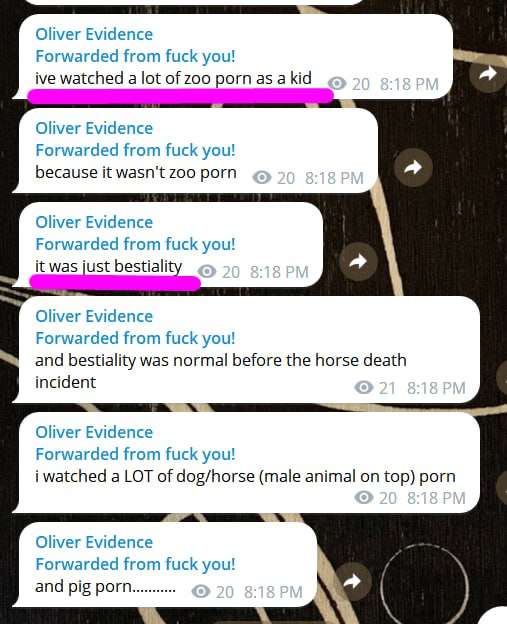 Oliver Evidence
Forwarded from fuck you!
ive watched a lot of zoo porn as a kid 20 8:18 PM
Oliver Evidence
Forwarded from fuck you!
because it wasn't zoo porn 20 8:18 PM
Oliver Evidence
Forwarded from fuck you!
it was just bestiality 20 8:18 PM
Oliver Evidence
Forwarded from fuck you!
and bestiality was normal before the horse death
incident 21 8:18 PM
Oliver Evidence
Forwarded from fuck you!
i watched a LOT of dog/horse (male animal on top) porn
20 8:18 PM
Oliver Evidence
Forwarded from fuck you!
and pig porn........... 20 8:18 PM